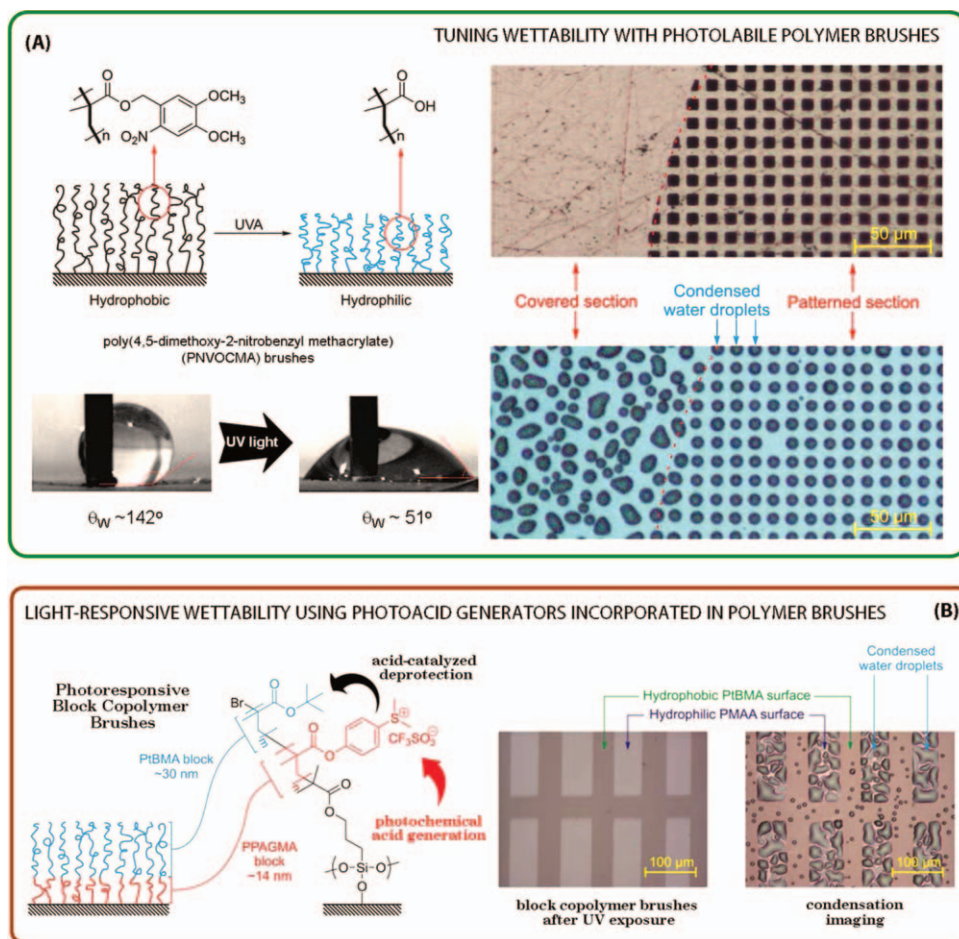 (A)
TUNING WETTABILITY WITH PHOTOLABILE POLYMER BRUSHES
O
O
OCH3
n
O2N
OCH3
O
OH
n
UVA
Hydrophobic
Hydrophilic
poly(4,5-dimethoxy-2-nitrobenzyl methacrylate)
(PNVOCMA) brushes
UV light
θW ~142º
θW ~ 51º
50 µm
Covered section
Condensed
water droplets
Patterned section
50 µm
LIGHT-RESPONSIVE WETTABILITY USING PHOTOACID GENERATORS INCORPORATED IN POLYMER BRUSHES
(B)
Photoresponsive
Block Copolymer
Brushes
acid-catalyzed
deprotection
Br
O
O
m
O
O
S+
CF3SO3-
n
O
O
PtBMA block
~30 nm
PPAGMA
block
~14 nm
photochemical
acid generation
O
Si
O
O
Hydrophobic PtBMA surface
Hydrophilic PMAA surface
Condensed
water droplets
100 µm
100 µm
block copolymer brushes
after UV exposure
condensation
imaging